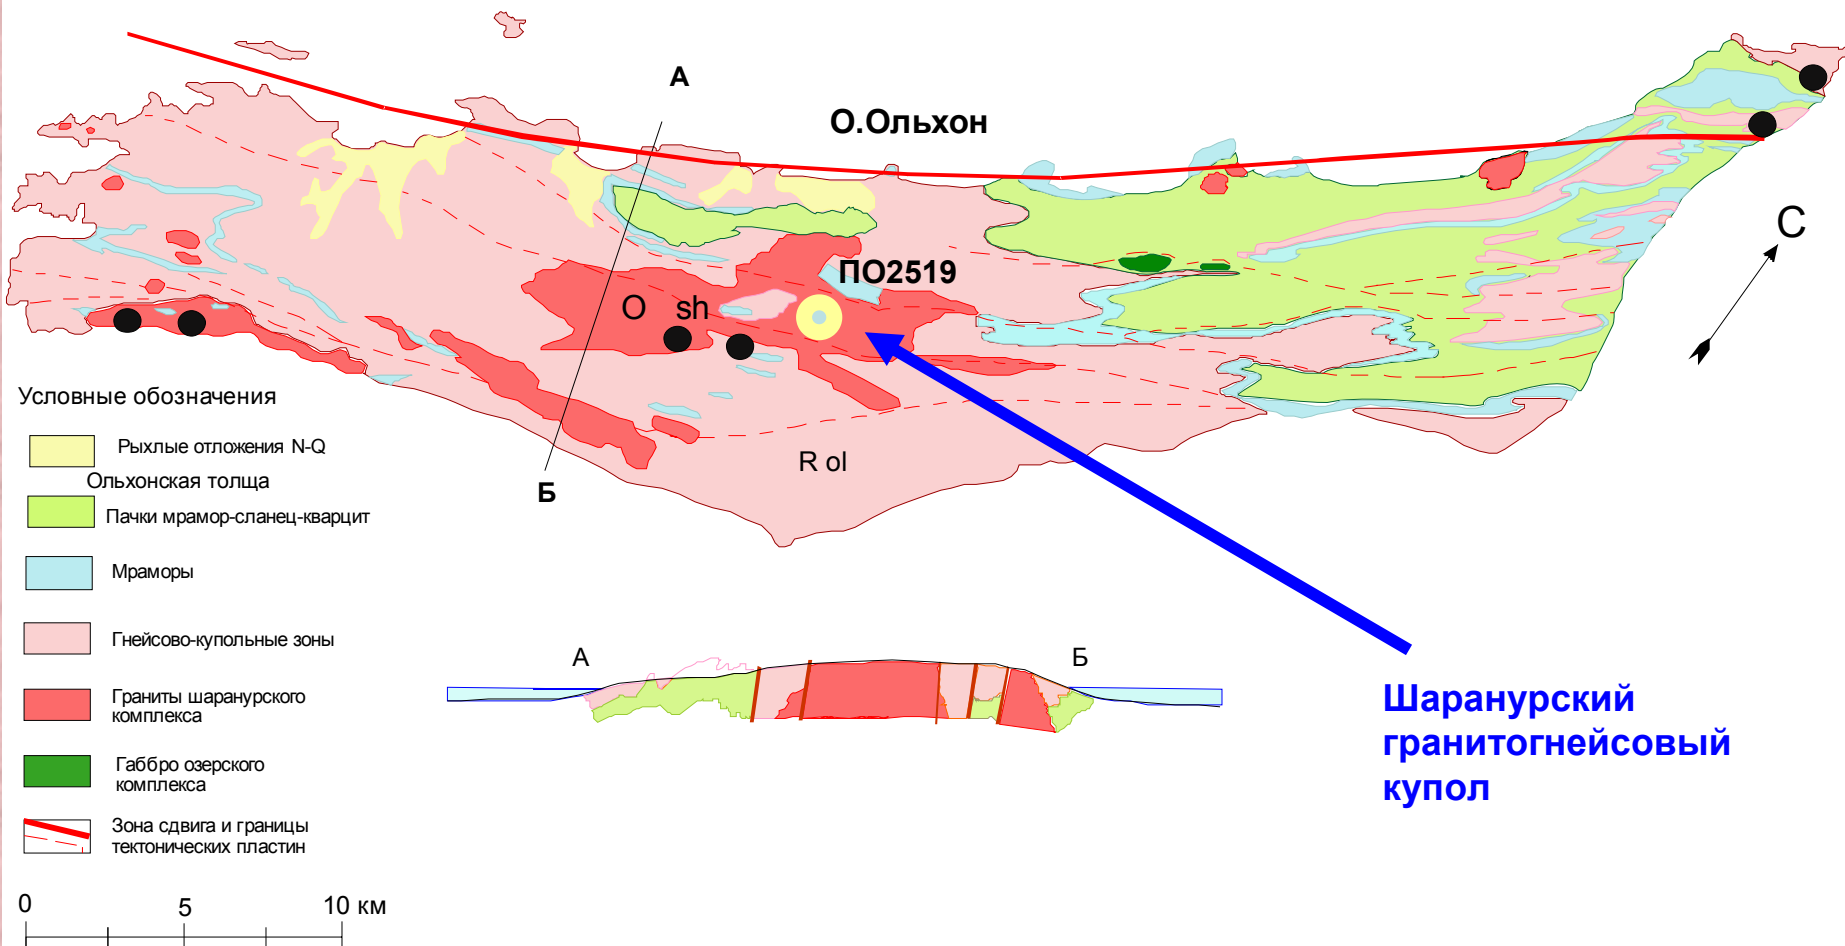 А
О.Ольхон
С
ПО2519
O sh
R ol
Б
Условные обозначения
Рыхлые отложения N-Q
Ольхонская толща
Пачки мрамор-сланец-кварцит
Мраморы
Гнейсово-купольные зоны
Граниты шаранурского
комплекса
Габбро озерского
комплекса
Зона сдвига и границы
тектонических пластин
0 5 10 км
А
Б
Шаранурский
гранитогнейсовый
купол